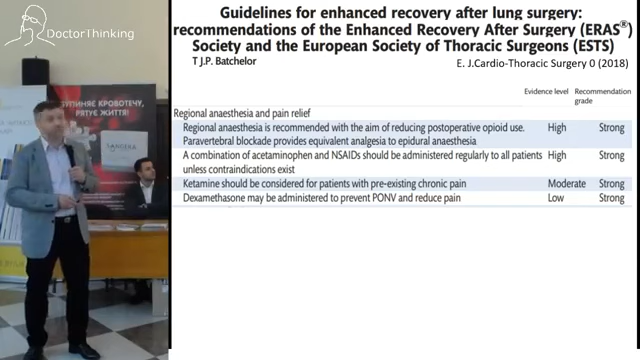 DoctorThinking
Guidelines for enhanced recovery after lung surgery:
recommendations of the Enhanced Recovery After Surgery (ERAS®)
Society and the European Society of Thoracic Surgeons (ESTS)
T J.P. Batchelor
E. J.Cardio-Thoracic Surgery 0 (2018)
Evidence level Recommendation
grade
Regional anaesthesia and pain relief
Regional anaesthesia is recommended with the aim of reducing postoperative opioid use. High Strong
Paravertebral blockade provides equivalent analgesia to epidural anaesthesia
A combination of acetaminophen and NSAIDs should be administered regularly to all patients High Strong
unless contraindications exist
Ketamine should be considered for patients with pre-existing chronic pain Moderate Strong
Dexamethasone may be administered to prevent PONV and reduce pain Low Strong
УПИНЯЄ КРОВОТЕЧУ,
РЯТУЄ ЖИТТЯ!